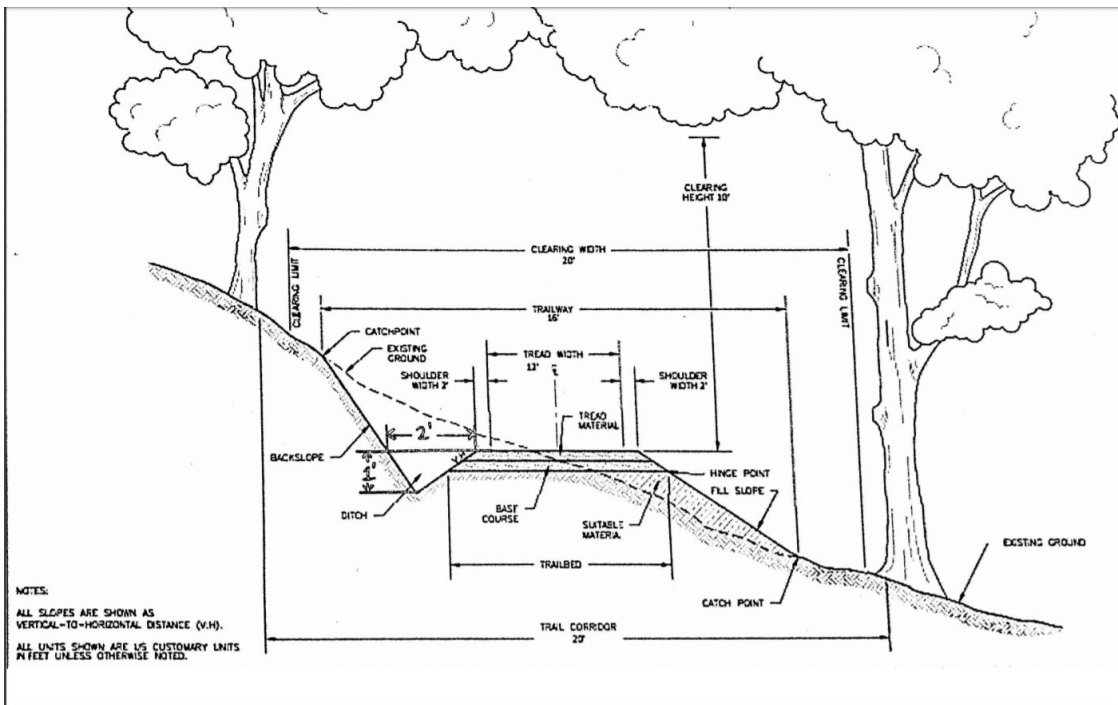 CLEARING
HEIGHT 10'
CLEARING WIDTH
20'
CLEARING LIMIT
CLEARING LIMIT
TRAILWAY
16'
CATCHPOINT
EXISTING
GROUND
TREAD WIDTH
12'
SHOULDER
WIDTH 2'
SHOULDER
WIDTH 2'
TREAD
MATERIAL
2'
BACKSLOPE
HINGE POINT
FILL SLOPE
DITCH
BASE
COURSE
SUITABLE
MATERIAL
EXISTING GROUND
TRAILBED
CATCH POINT
NOTES:
ALL SLOPES ARE SHOWN AS
VERTICAL-TO-HORIZONTAL DISTANCE (V:H).
ALL UNITS SHOWN ARE US CUSTOMARY UNITS
IN FEET UNLESS OTHERWISE NOTED.
TRAIL CORRIDOR
20'